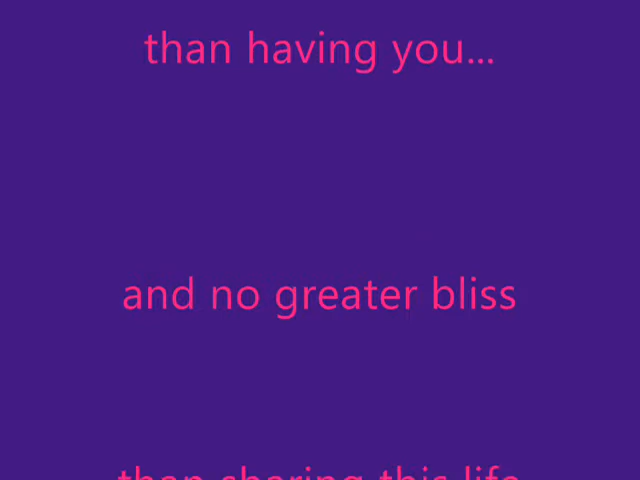 than having you...
and no greater bliss
than sharing this life